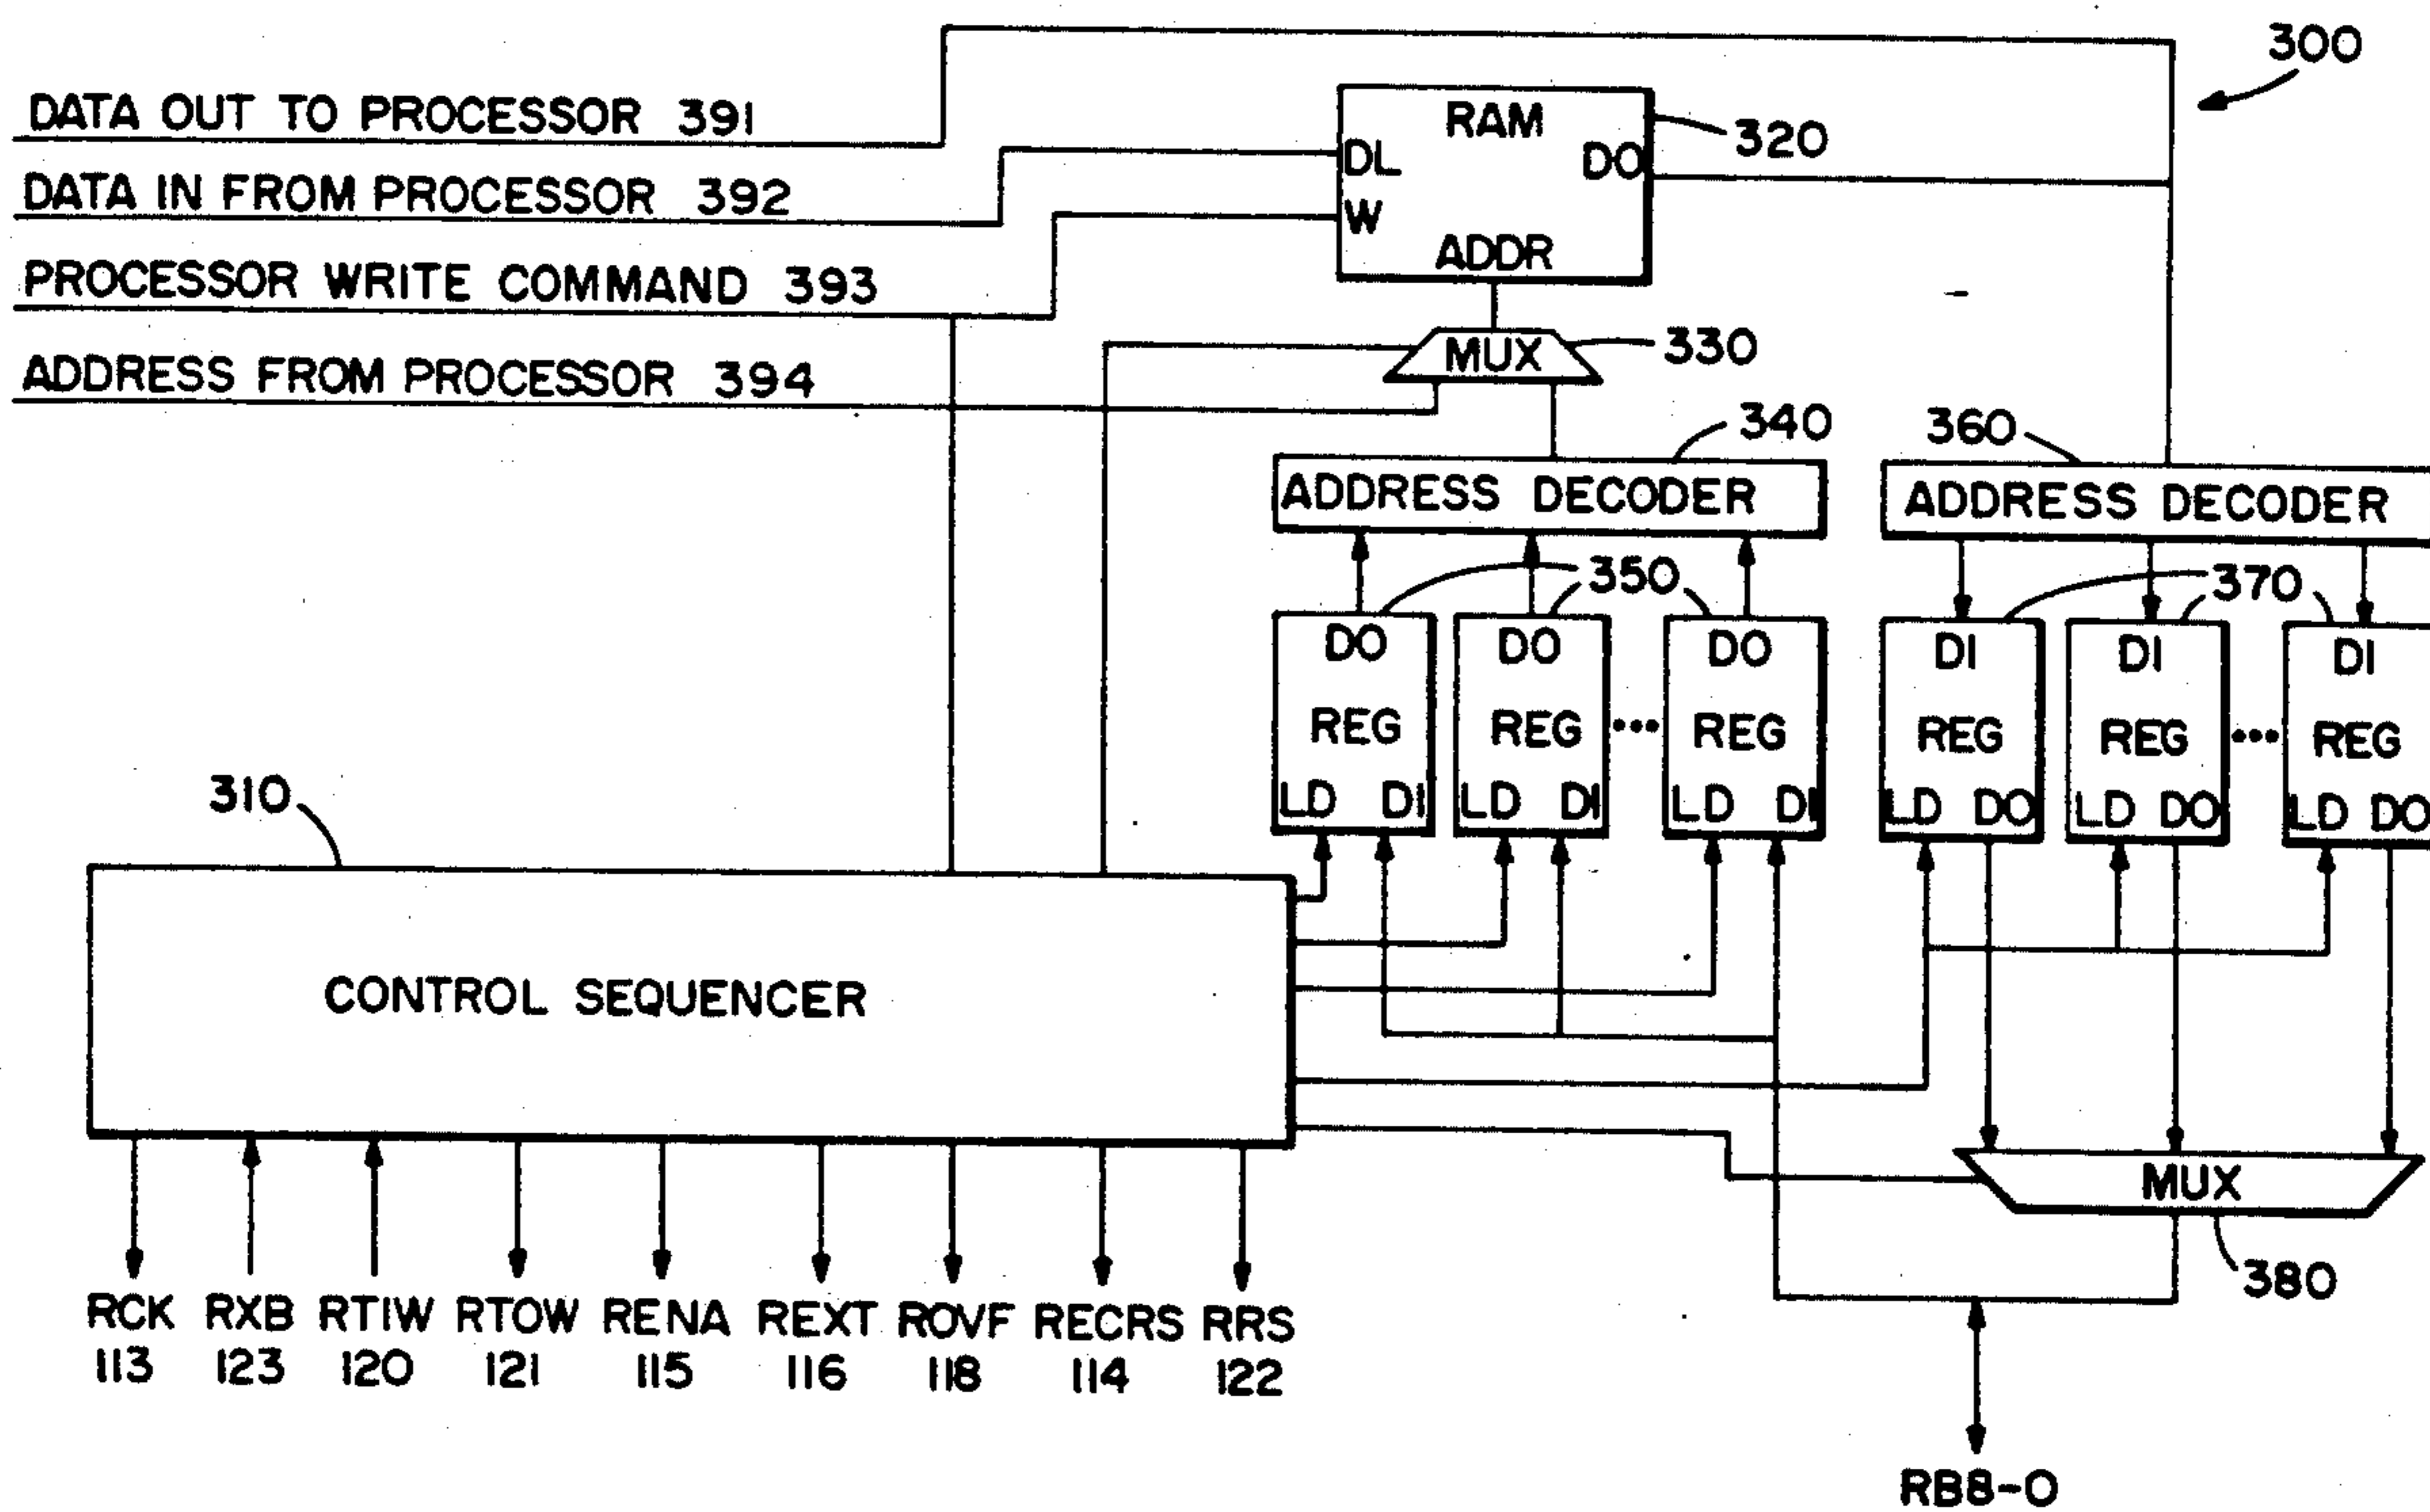 300
DATA OUT TO PROCESSOR 391
RAM
320
DL
DO
DATA IN FROM PROCESSOR 392
W
ADDR
PROCESSOR WRITE COMMAND 393
MUX
330
ADDRESS FROM PROCESSOR 394
340
360
ADDRESS DECODER
ADDRESS DECODER
350
370
DO DO DO DI DI DI
REG REG ••• REG REG REG ••• REG
LD DI LD DI LD DI LD DO LD DO LD DO
310
CONTROL SEQUENCER
MUX
380
RCK RXB RTIW RTOW RENA REXT ROVF RECRS RRS
113 123 120 121 115 116 118 114 122
RB8-0